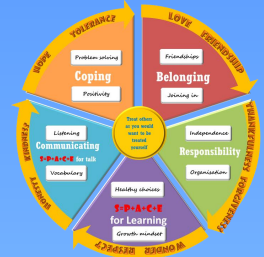 HOPE TOLERANCE
LOVE FRIENDSHIP
THANKFULNESS FORGIVENESS
WONDER RESPECT
HONESTY KINDNESS
Problem solving
Coping
Positivity
Friendships
Belonging
Joining in
Treat others
as you would
want to be
treated
yourself
Listening
Communicating
S=P+A+C+E for talk
Vocabulary
Independence
Responsibility
Organisation
Healthy choices
S=P+A+C+E
for Learning
Growth mindset